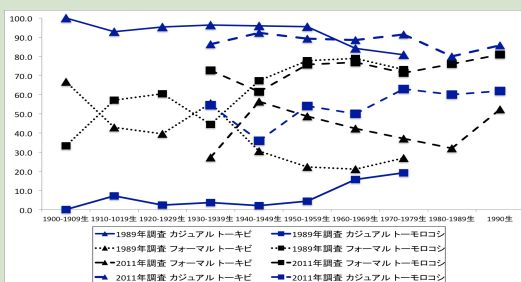 100.0
90.0
80.0
70.0
60.0
50.0
40.0
30.0
20.0
10.0
0.0
1900-1909生 1910-1019生 1920-1929生 1930-1939生 1940-1949生 1950-1959生 1960-1969生 1970-1979生 1980-1989生 1990生
1989年調査 カジュアル トーキビ 1989年調査 カジュアル トーモロコシ
1989年調査 フォーマル トーキビ 1989年調査 フォーマル トーモロコシ
2011年調査 フォーマル トーキビ 2011年調査 フォーマル トーモロコシ
2011年調査 カジュアル トーキビ 2011年調査 カジュアル トーモロコシ